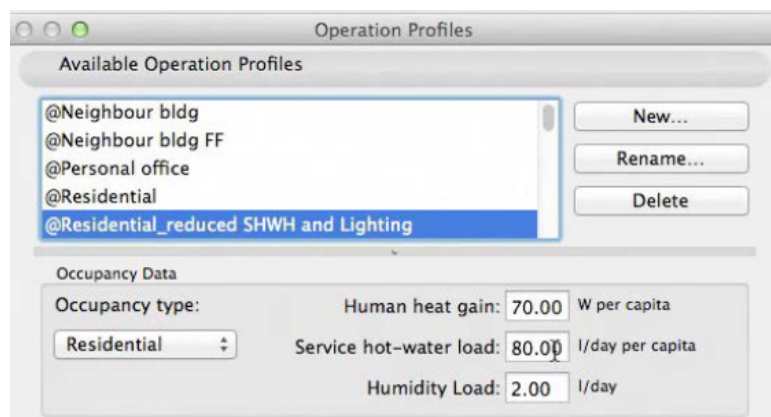 Operation Profiles
Available Operation Profiles
@Neighbour bldg
@Neighbour bldg FF
@Personal office
@Residential
@Residential_reduced SHWH and Lighting
New...
Rename...
Delete
Occupancy Data
Occupancy type:
Residential
Human heat gain: 70.00 W per capita
Service hot-water load: 80.00 l/day per capita
Humidity Load: 2.00 l/day